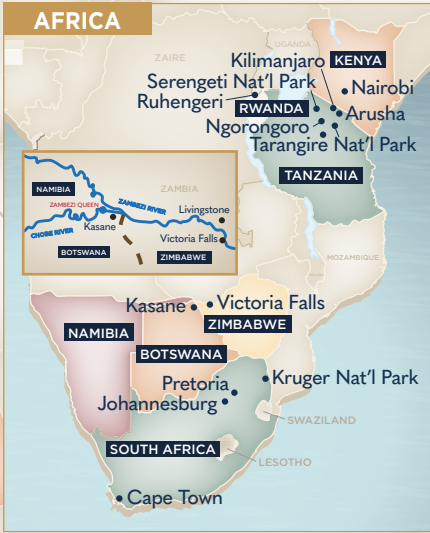 AFRICA
ZAIRE
UGANDA
Kilimanjaro
KENYA
Serengeti Nat'l Park
Nairobi
Ruhengeri
RWANDA
Arusha
Ngorongoro
Tarangire Nat'l Park
TANZANIA
NAMIBIA
ZAMBEZI QUEEN
ZAMBEZI RIVER
ZAMBIA
Livingstone
Kasane
CHOBE RIVER
Victoria Falls
BOTSWANA
ZIMBABWE
MOZAMBIQUE
Kasane
Victoria Falls
ZIMBABWE
NAMIBIA
BOTSWANA
Pretoria
Kruger Nat'l Park
Johannesburg
SWAZILAND
SOUTH AFRICA
LESOTHO
Cape Town